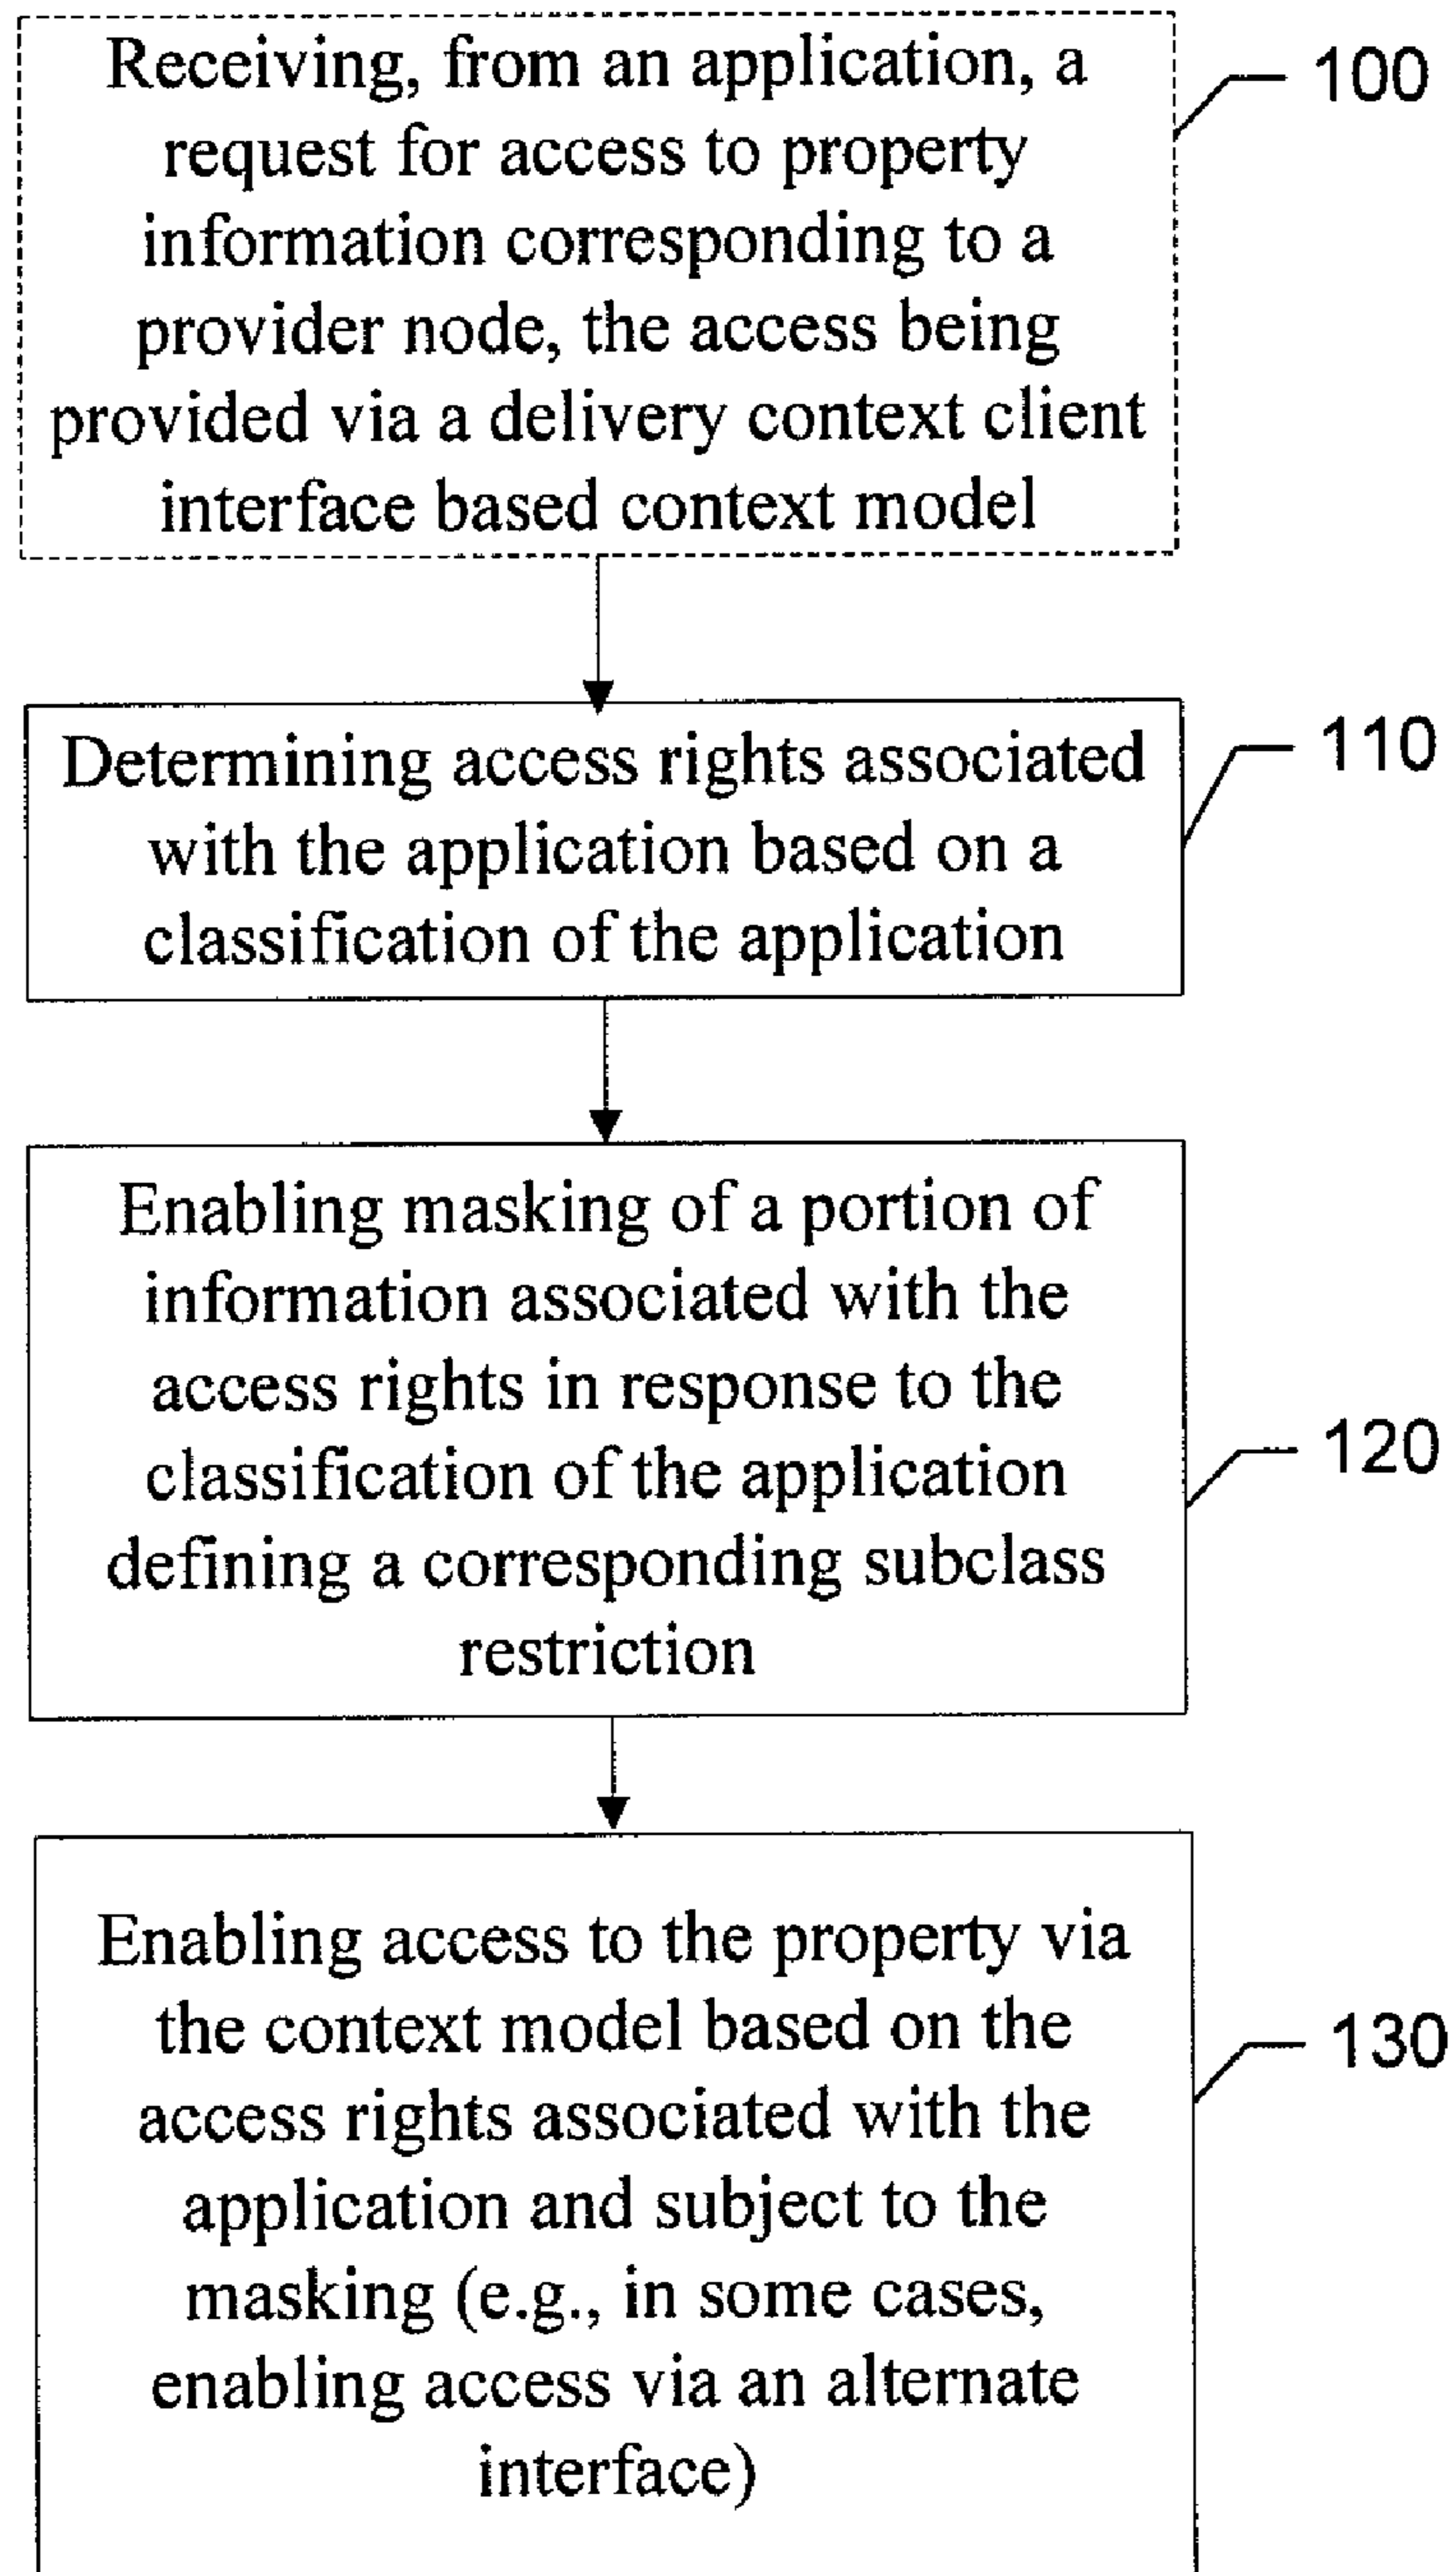 Receiving, from an application, a
request for access to property
information corresponding to a
provider node, the access being
provided via a delivery context client
interface based context model
100
Determining access rights associated
with the application based on a
classification of the application
110
Enabling masking of a portion of
information associated with the
access rights in response to the
classification of the application
defining a corresponding subclass
restriction
120
Enabling access to the property via
the context model based on the
access rights associated with the
application and subject to the
masking (e.g., in some cases,
enabling access via an alternate
interface)
130